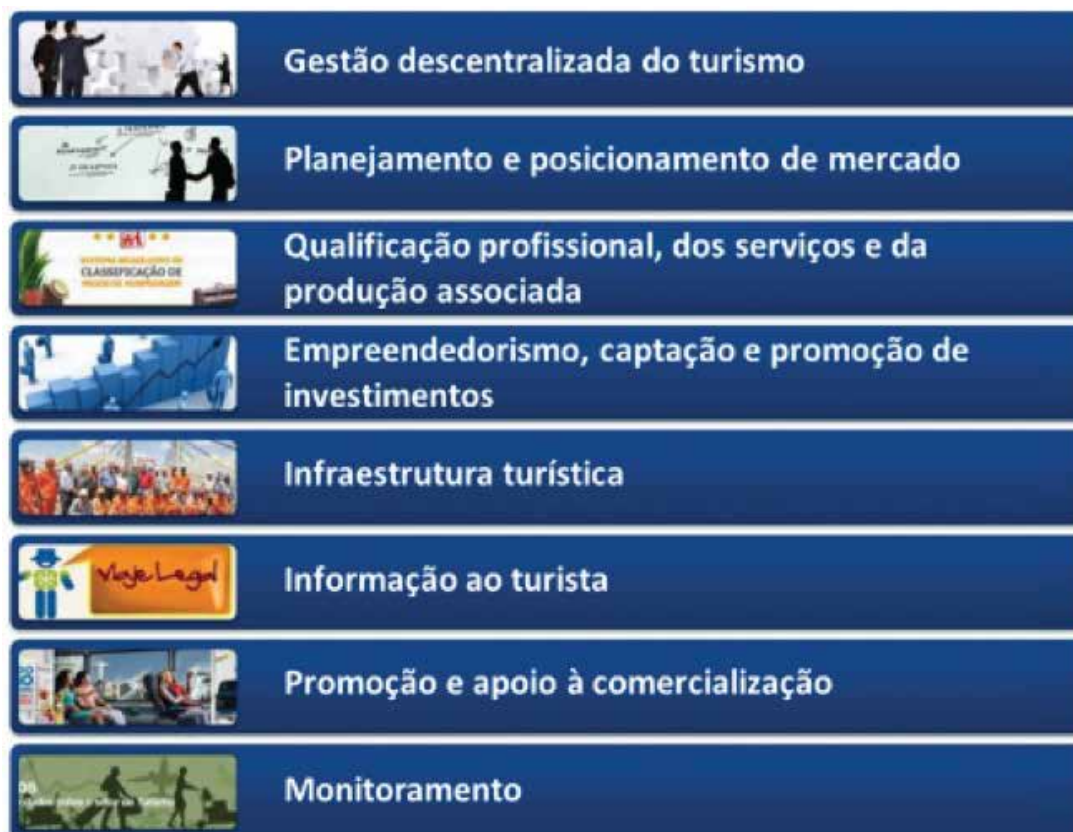 Gestão descentralizada do turismo
Planejamento e posicionamento de mercado
CLASSIFICAÇÃO DE
Qualificação profissional, dos serviços e da
produção associada
Empreendedorismo, captação e promoção de
investimentos
Infraestrutura turística
Viaje Legal
Informação ao turista
Promoção e apoio à comercialização
Monitoramento